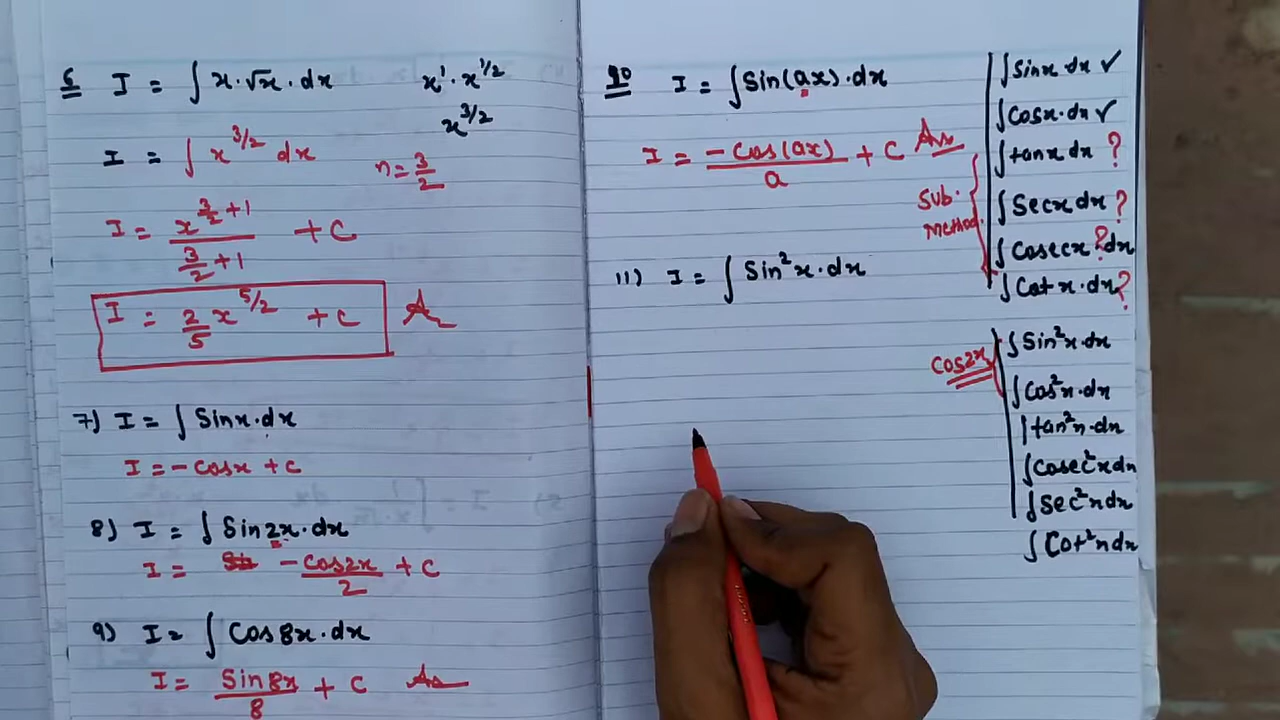 6 I = ∫ x·√x·dx x¹·x^1/2
x^3/2
I = ∫ x^3/2 dx n=3/2
I = x^(3/2+1)/(3/2+1) + C
I = 2/5 x^5/2 + C
7) I = ∫ Sinx·dx
I = -cosx + C
8) I = ∫ Sin2x·dx
I = -cos2x/2 + C
9) I = ∫ Cos8x·dx
I = Sin8x/8 + C Ans
10 I = ∫Sin(ax)·dx
I = -cos(ax)/a + C Ans
11) I = ∫ Sin²x·dx
∫Sinx dx ✓
∫Cosx·dx ✓
∫tanx dx ?
∫Secx dx ?
∫Cosecx dx ?
∫Cotx·dx ?
Sub.
Method.
Cos2x
∫Sin²x·dx
∫Cos²x·dx
∫tan²x·dx
∫Cosec²x dx
∫Sec²x dx
∫Cot²x dx